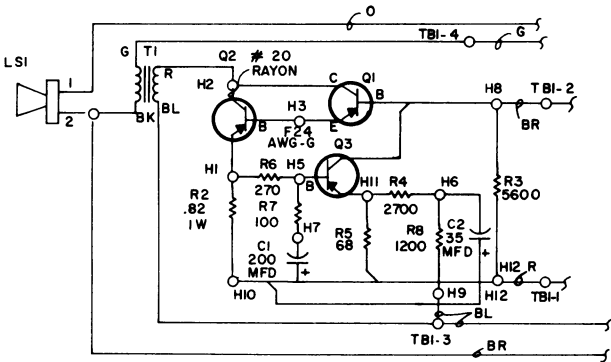 O
TB1-4 G
LS1
G T1
R
Q2 # 20
RAYON
H2
C Q1
B
H8
TB1-2
1
2
BK
BL
H3
B
F24
AWG-G
E
BR
Q3
H1
R6
270
H5
B
H11
R4
2700
H6
R3
5600
R2
.82
1W
R7
100
H7
R5
68
R8
1200
C2
35
MFD
+
C1
200
MFD
+
H10
H12 R
H12
TB1-1
H9
BL
TB1-3
BR